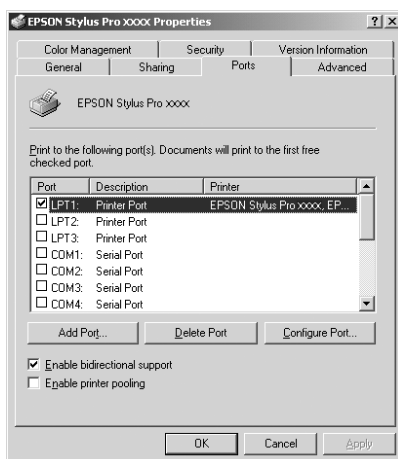 EPSON Stylus Pro xxxx Properties
Color Management Security Version Information
General Sharing Ports Advanced
EPSON Stylus Pro xxxx
Print to the following port(s). Documents will print to the first free
checked port.
Port Description Printer
LPT1: Printer Port EPSON Stylus Pro xxxx, EP...
LPT2: Printer Port
LPT3: Printer Port
COM1: Serial Port
COM2: Serial Port
COM3: Serial Port
COM4: Serial Port
Add Port... Delete Port Configure Port...
Enable bidirectional support
Enable printer pooling
OK Cancel Apply